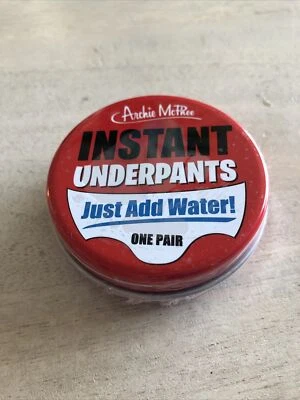 Archie McPhee
INSTANT
UNDERPANTS
Just Add Water!
ONE PAIR